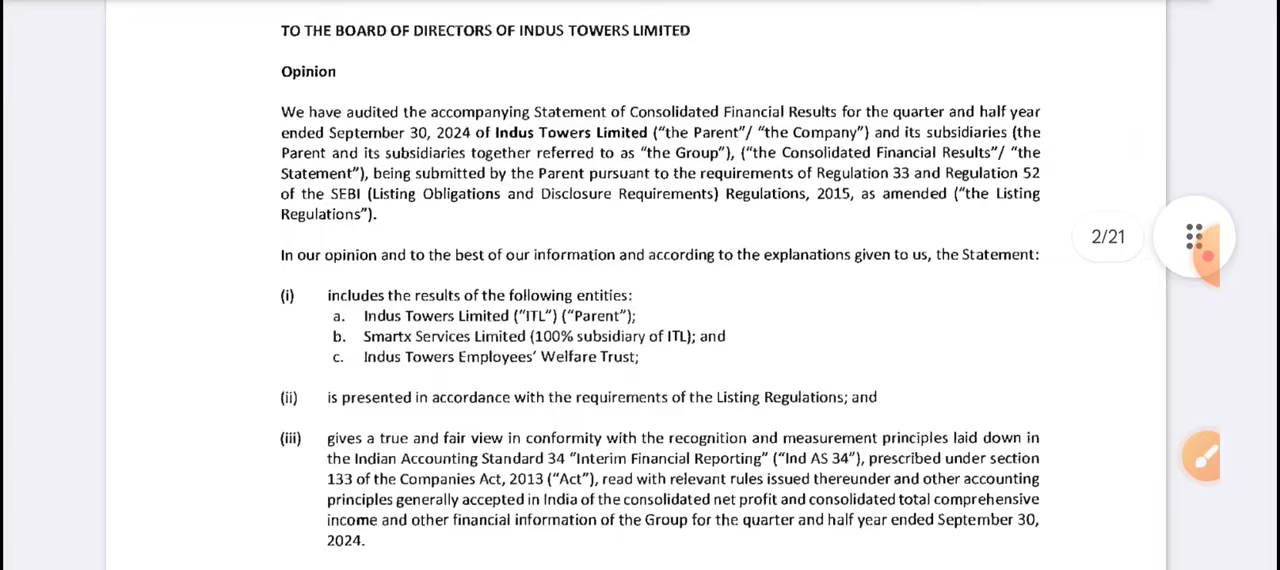 TO THE BOARD OF DIRECTORS OF INDUS TOWERS LIMITED
Opinion
We have audited the accompanying Statement of Consolidated Financial Results for the quarter and half year
ended September 30, 2024 of Indus Towers Limited ("the Parent"/ "the Company") and its subsidiaries (the
Parent and its subsidiaries together referred to as "the Group"), ("the Consolidated Financial Results"/ "the
Statement"), being submitted by the Parent pursuant to the requirements of Regulation 33 and Regulation 52
of the SEBI (Listing Obligations and Disclosure Requirements) Regulations, 2015, as amended ("the Listing
Regulations").
2/21
In our opinion and to the best of our information and according to the explanations given to us, the Statement:
(i) includes the results of the following entities:
a. Indus Towers Limited ("ITL") ("Parent");
b. Smartx Services Limited (100% subsidiary of ITL); and
c. Indus Towers Employees' Welfare Trust;
(ii) is presented in accordance with the requirements of the Listing Regulations; and
(iii) gives a true and fair view in conformity with the recognition and measurement principles laid down in
the Indian Accounting Standard 34 "Interim Financial Reporting" ("Ind AS 34"), prescribed under section
133 of the Companies Act, 2013 ("Act"), read with relevant rules issued thereunder and other accounting
principles generally accepted in India of the consolidated net profit and consolidated total comprehensive
income and other financial information of the Group for the quarter and half year ended September 30,
2024.